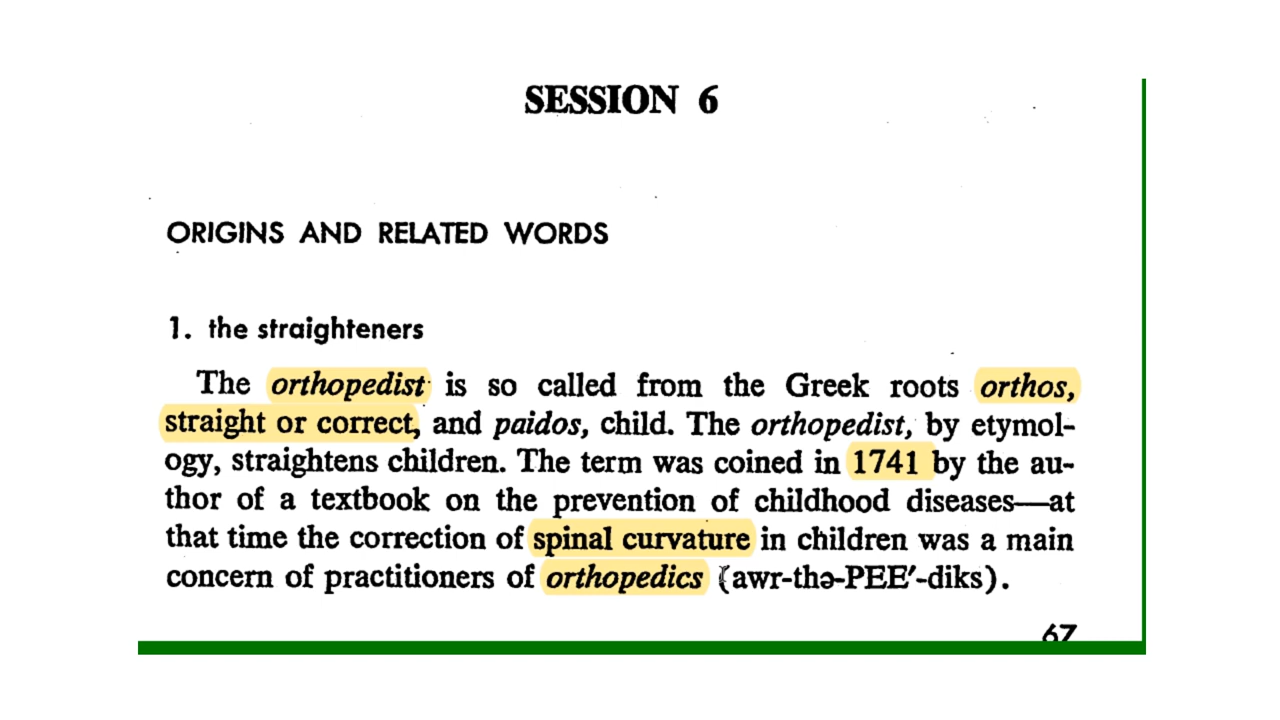 SESSION 6
ORIGINS AND RELATED WORDS
1. the straighteners
The orthopedist is so called from the Greek roots orthos,
straight or correct, and paidos, child. The orthopedist, by etymol-
ogy, straightens children. The term was coined in 1741 by the au-
thor of a textbook on the prevention of childhood diseases—at
that time the correction of spinal curvature in children was a main
concern of practitioners of orthopedics (awr-thə-PEE′-diks).
67